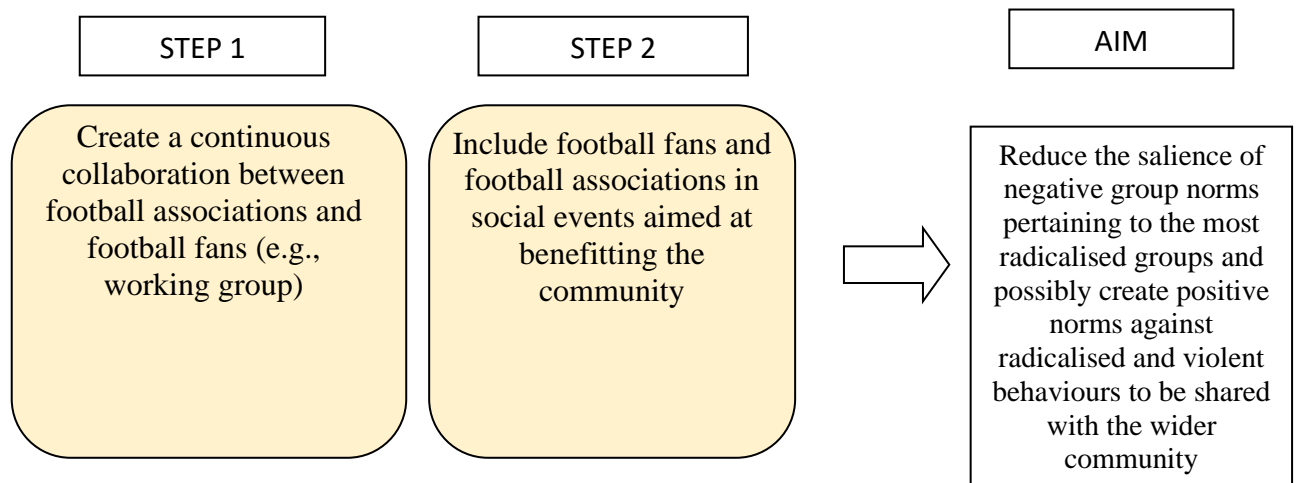 STEP 1
Create a continuous
collaboration between
football associations and
football fans (e.g.,
working group)
STEP 2
Include football fans and
football associations in
social events aimed at
benefitting the
community
AIM
Reduce the salience of
negative group norms
pertaining to the most
radicalised groups and
possibly create positive
norms against
radicalised and violent
behaviours to be shared
with the wider
community